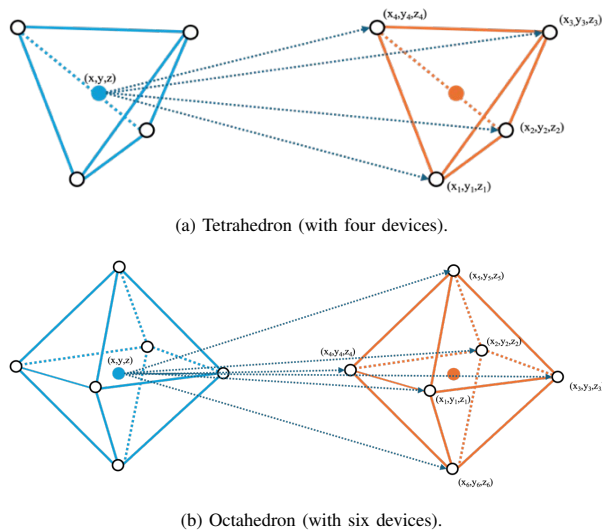 (x₄,y₄,z₄)
(x₃,y₃,z₃)
(x,y,z)
(x₂,y₂,z₂)
(x₁,y₁,z₁)
(a) Tetrahedron (with four devices).
(x₅,y₅,z₅)
(x₂,y₂,z₂)
(x₄,y₄,z₄)
(x,y,z)
(x₃,y₃,z₃
(x₁,y₁,z₁)
(x₆,y₆,z₆)
(b) Octahedron (with six devices).